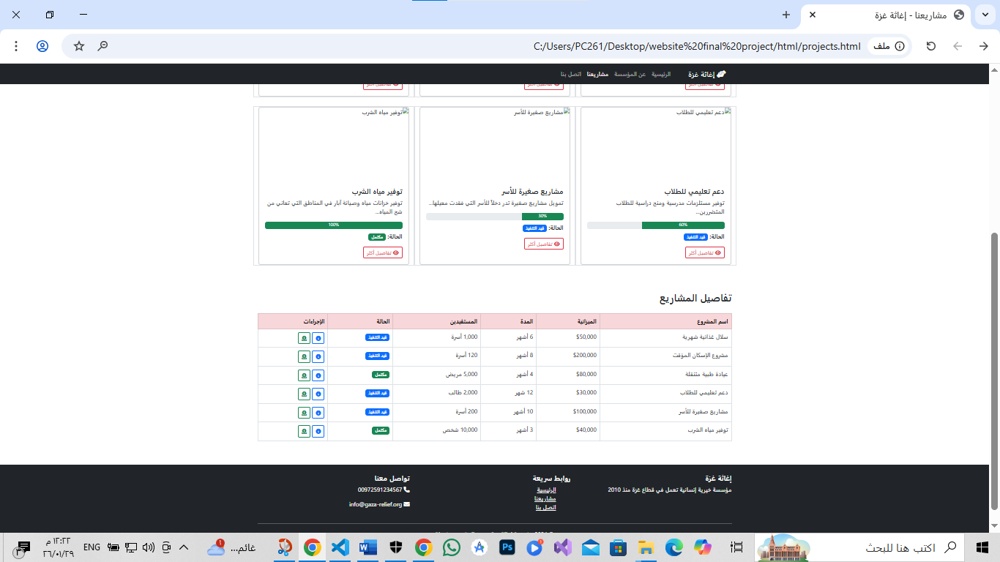 مشاريعنا - إغاثة غزة
ملف
C:/Users/PC261/Desktop/website%20final%20project/html/projects.html
إغاثة غزة
الرئيسية عن المؤسسة مشاريعنا اتصل بنا
تفاصيل أكثر تفاصيل أكثر تفاصيل أكثر
دعم تعليمي للطلاب
دعم تعليمي للطلاب
توفير مستلزمات مدرسية ومنح دراسية للطلاب
المتضررين...
60%
الحالة: قيد التنفيذ
تفاصيل أكثر
مشاريع صغيرة للأسر
مشاريع صغيرة للأسر
تمويل مشاريع صغيرة تدر دخلاً للأسر التي فقدت معيلها...
30%
الحالة: قيد التنفيذ
تفاصيل أكثر
توفير مياه الشرب
توفير مياه الشرب
توفير خزانات مياه وصيانة آبار في المناطق التي تعاني من
شح المياه...
100%
الحالة: مكتمل
تفاصيل أكثر
تفاصيل المشاريع
اسم المشروع الميزانية المدة المستفيدين الحالة الإجراءات
سلال غذائية شهرية $50,000 6 أشهر 1,000 أسرة قيد التنفيذ
مشروع الإسكان المؤقت $200,000 8 أشهر 120 أسرة قيد التنفيذ
عيادة طبية متنقلة $80,000 4 أشهر 5,000 مريض مكتمل
دعم تعليمي للطلاب $30,000 12 شهر 2,000 طالب قيد التنفيذ
مشاريع صغيرة للأسر $100,000 10 أشهر 200 أسرة قيد التنفيذ
توفير مياه الشرب $40,000 3 أشهر 10,000 شخص مكتمل
إغاثة غزة
مؤسسة خيرية إنسانية تعمل في قطاع غزة منذ 2010
روابط سريعة
الرئيسية
مشاريعنا
اتصل بنا
تواصل معنا
00972591234567
info@gaza-relief.org
اكتب هنا للبحث
Ps
غائم...
ENG
١٢:٢٢ م
٢٦/٠١/٢٩
٣